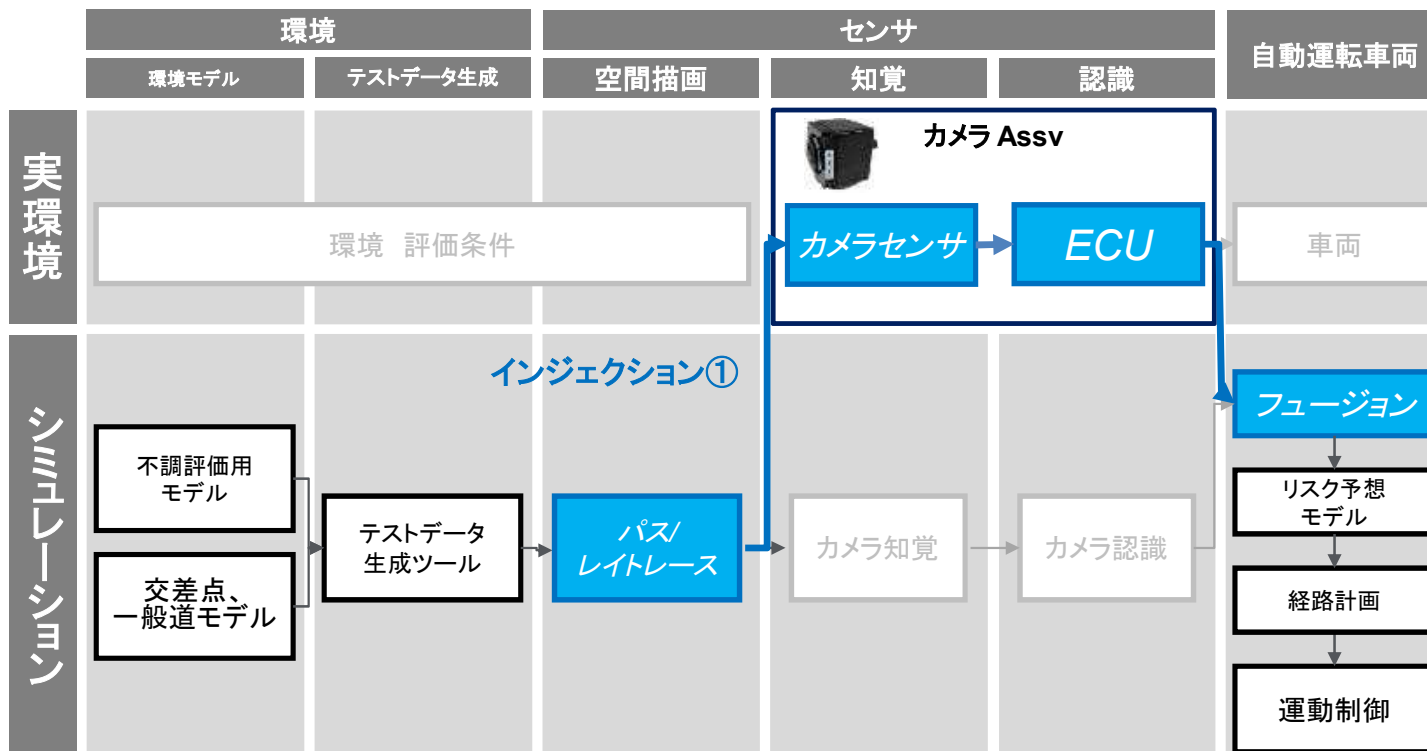 環境
センサ
自動運転車両
環境モデル
テストデータ生成
空間描画
知覚
認識
実環境
カメラ Assv
環境 評価条件
カメラセンサ
ECU
車両
シミュレーション
インジェクション①
フュージョン
不調評価用
モデル
テストデータ
生成ツール
パス/
レイトレース
カメラ知覚
カメラ認識
リスク予想
モデル
交差点、
一般道モデル
経路計画
運動制御